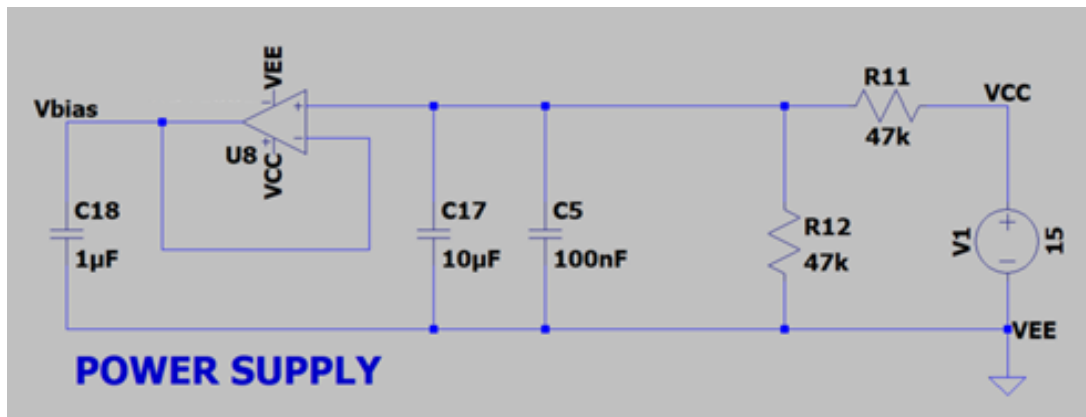 VEE
Vbias
U8
VCC
C18
1µF
C17
10µF
C5
100nF
R12
47k
R11
47k
VCC
V1
15
VEE
POWER SUPPLY